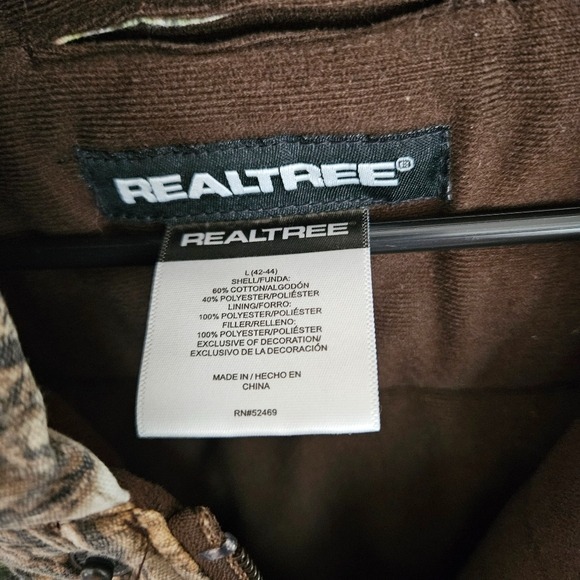 REALTREE®
REALTREE
L (42-44)
SHELL/FUNDA:
60% COTTON/ALGODÓN
40% POLYESTER/POLIÉSTER
LINING/FORRO:
100% POLYESTER/POLIÉSTER
FILLER/RELLENO:
100% POLYESTER/POLIÉSTER
EXCLUSIVE OF DECORATION/
EXCLUSIVO DE LA DECORACIÓN
MADE IN / HECHO EN
CHINA
RN#52469